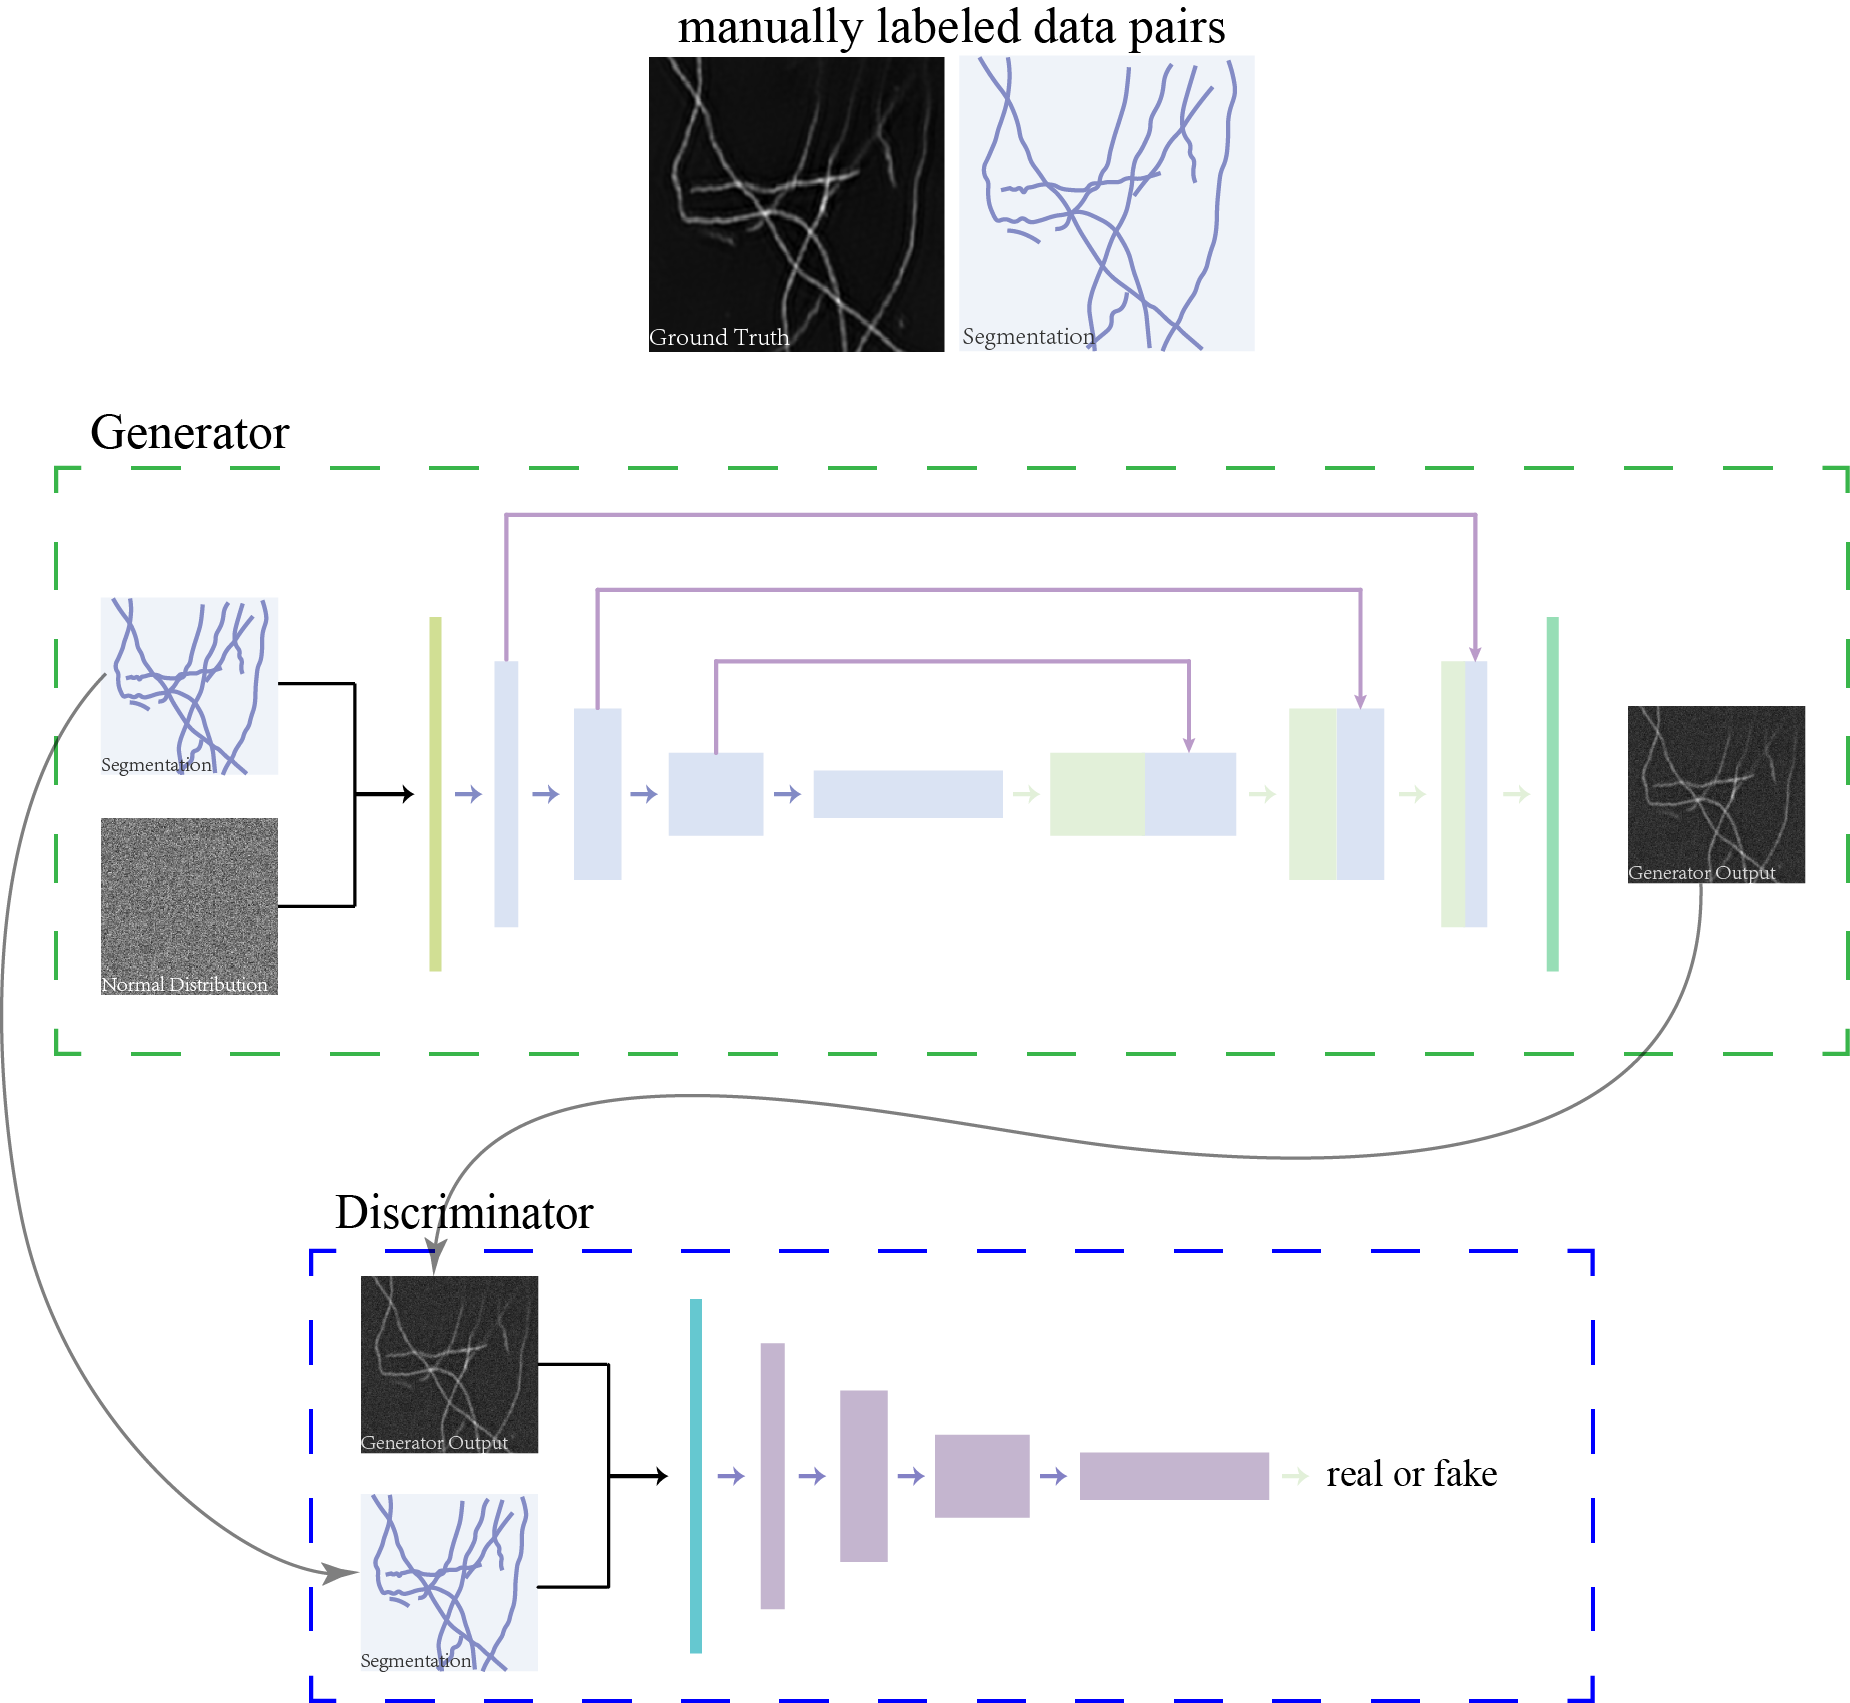 manually labeled data pairs
Ground Truth
Segmentation
Generator
Segmentation
Normal Distribution
Generator Output
Discriminator
Generator Output
real or fake
Segmentation